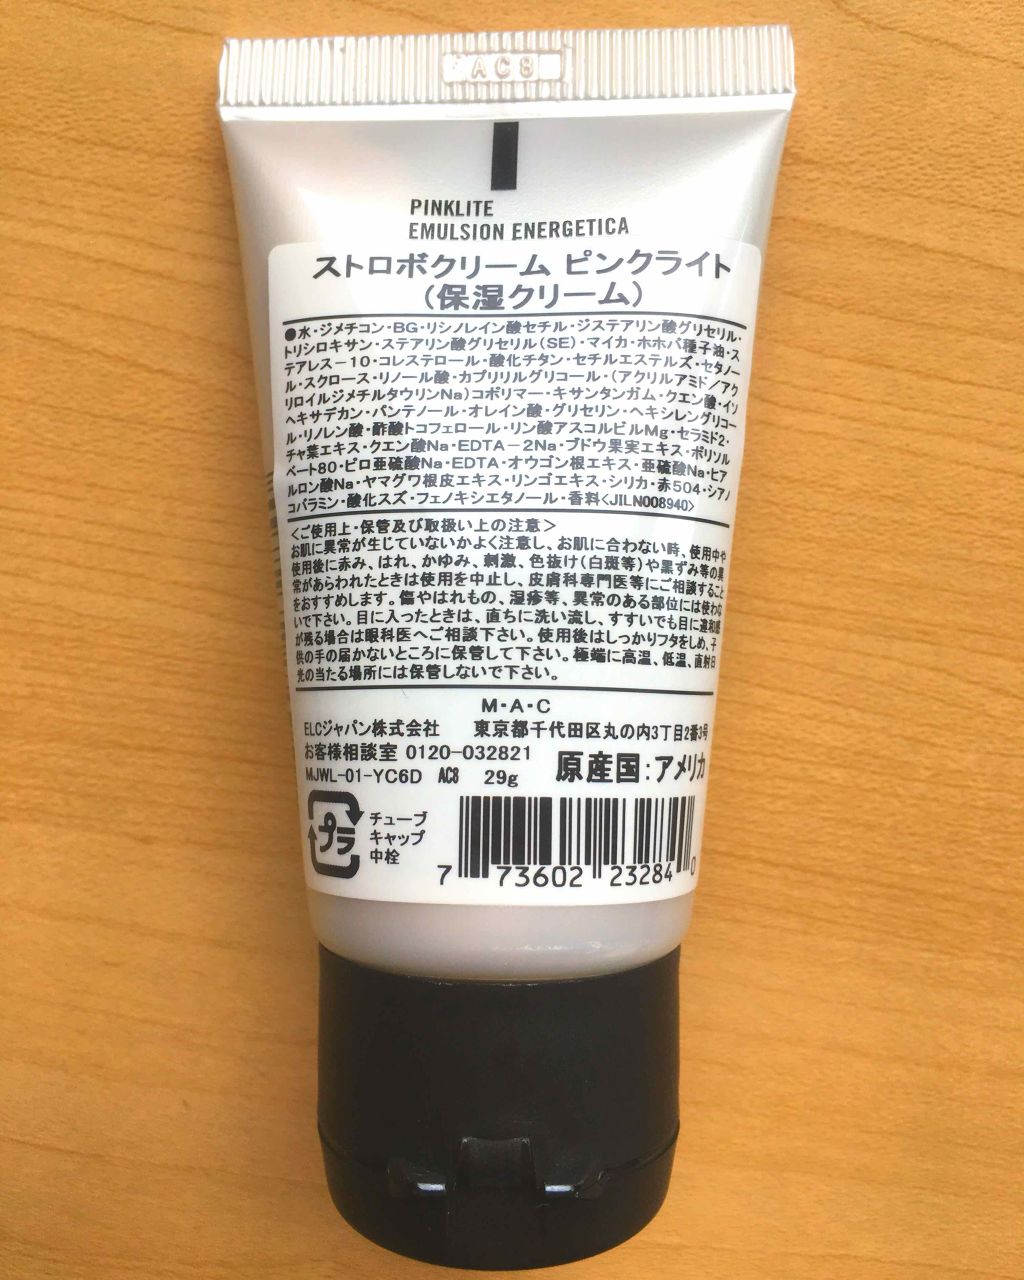 AC8
PINKLITE
EMULSION ENERGETICA
ストロボクリーム ピンクライト
(保湿クリーム)
●水・ジメチコン・BG・リシノレイン酸セチル・ジステアリン酸グリセリル・
トリシロキサン・ステアリン酸グリセリル(SE)・マイカ・ホホバ種子油・ス
テアレス−10・コレステロール・酸化チタン・セチルエステルズ・セタノー
ル・スクロース・リノール酸・カプリリルグリコール・(アクリルアミド/アク
リロイルジメチルタウリンNa)コポリマー・キサンタンガム・クエン酸・イソ
ヘキサデカン・パンテノール・オレイン酸・グリセリン・ヘキシレングリコー
ル・リノレン酸・酢酸トコフェロール・リン酸アスコルビルMg・セラミド2・
チャ葉エキス・クエン酸Na・EDTA−2Na・ブドウ果実エキス・ポリソル
ベート80・ピロ亜硫酸Na・EDTA・オウゴン根エキス・亜硫酸Na・ヒア
ルロン酸Na・ヤマグワ根皮エキス・リンゴエキス・シリカ・赤504・シアノ
コバラミン・酸化スズ・フェノキシエタノール・香料<JILN008940>
<ご使用上・保管及び取扱い上の注意>
お肌に異常が生じていないかよく注意し、お肌に合わない時、使用中や
使用後に赤み、はれ、かゆみ、刺激、色抜け(白斑等)や黒ずみ等の異
常があらわれたときは使用を中止し、皮膚科専門医等にご相談すること
をおすすめします。傷やはれもの、湿疹等、異常のある部位には使わな
いで下さい。目に入ったときは、直ちに洗い流し、すすいでも目に違和感
が残る場合は眼科医へご相談下さい。使用後はしっかりフタをしめ、子
供の手の届かないところに保管して下さい。極端に高温、低温、直射日
光の当たる場所には保管しないで下さい。
M・A・C
ELCジャパン株式会社 東京都千代田区丸の内3丁目2番3号
お客様相談室 0120-032821
MJWL-01-YC6D AC8 29g 原産国:アメリカ
プラ
チューブ
キャップ
中栓
7 73602 23284 0